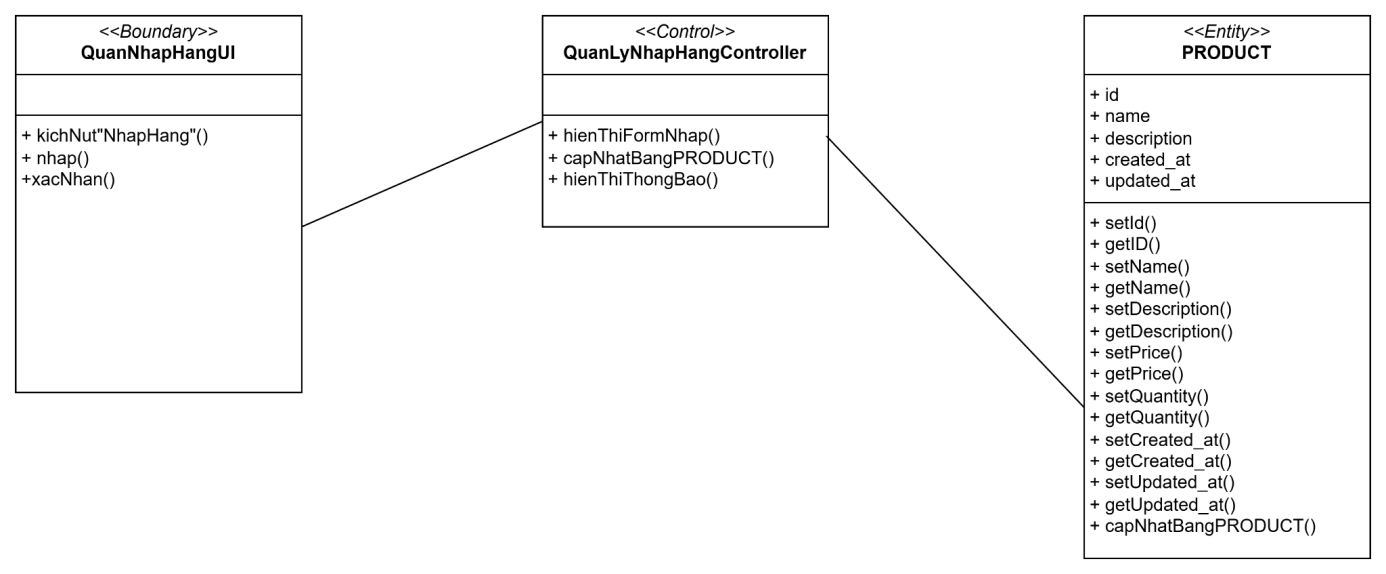 <<Boundary>>
QuanNhapHangUI
+ kichNut"NhapHang"()
+ nhap()
+xacNhan()
<<Control>>
QuanLyNhapHangController
+ hienThiFormNhap()
+ capNhatBangPRODUCT()
+ hienThiThongBao()
<<Entity>>
PRODUCT
+ id
+ name
+ description
+ created_at
+ updated_at
+ setId()
+ getID()
+ setName()
+ getName()
+ setDescription()
+ getDescription()
+ setPrice()
+ getPrice()
+ setQuantity()
+ getQuantity()
+ setCreated_at()
+ getCreated_at()
+ setUpdated_at()
+ getUpdated_at()
+ capNhatBangPRODUCT()